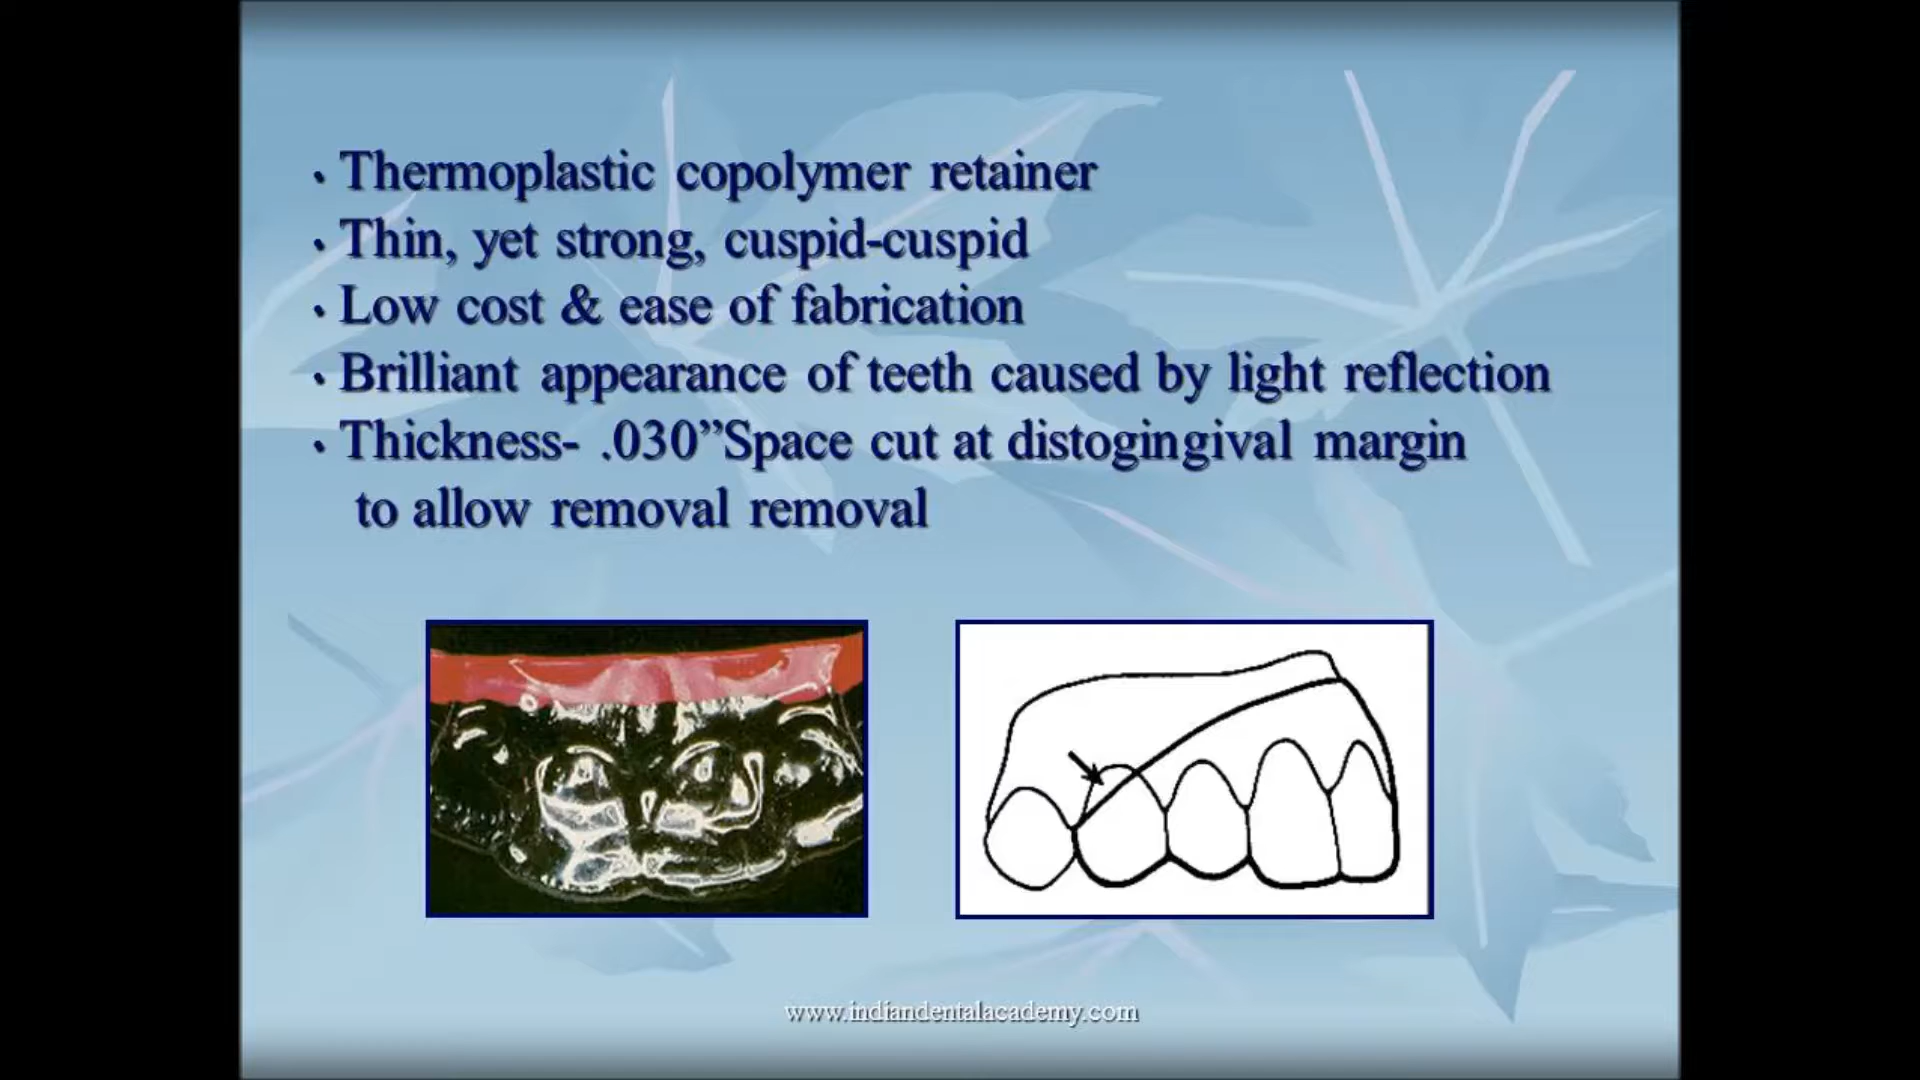 • Thermoplastic copolymer retainer
• Thin, yet strong, cuspid-cuspid
• Low cost & ease of fabrication
• Brilliant appearance of teeth caused by light reflection
• Thickness- .030”Space cut at distogingival margin
to allow removal removal
www.indiandentalacademy.com